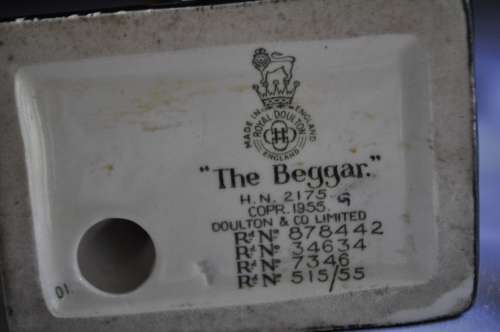 MADE IN ENGLAND
ROYAL DOULTON
ENGLAND
"The Beggar."
H.N. 2175
COPR. 1955.
DOULTON & CO LIMITED
Rd No 878442
Rd No 34634
Rd No 7346
Rd No 515/55